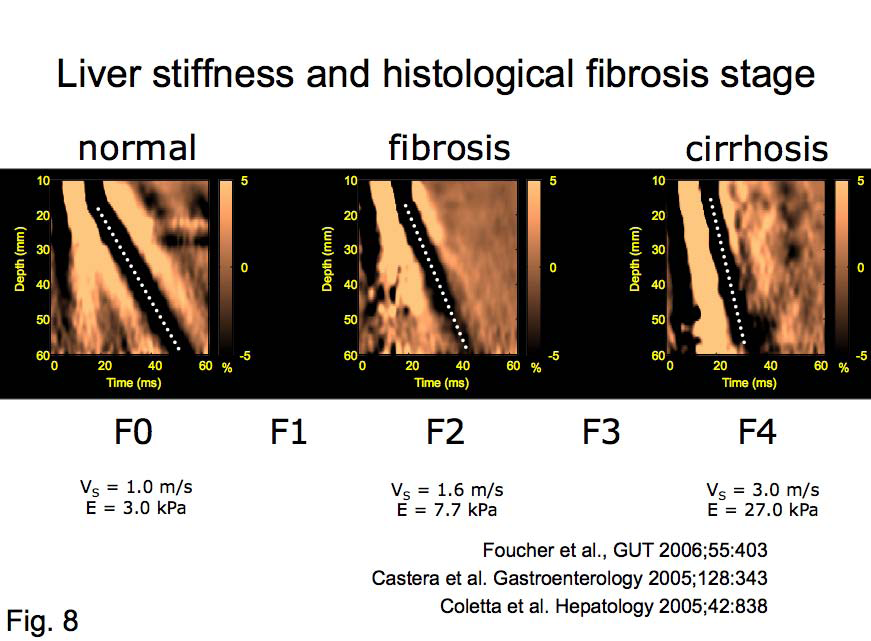 Liver stiffness and histological fibrosis stage
normal fibrosis cirrhosis
10 20 30 40 50 60
Depth (mm)
0 20 40 60
Time (ms)
5 0 -5
%
10 20 30 40 50 60
Depth (mm)
0 20 40 60
Time (ms)
5 0 -5
%
10 20 30 40 50 60
Depth (mm)
0 20 40 60
Time (ms)
5 0 -5
%
F0 F1 F2 F3 F4
VS = 1.0 m/s
E = 3.0 kPa
VS = 1.6 m/s
E = 7.7 kPa
VS = 3.0 m/s
E = 27.0 kPa
Foucher et al., GUT 2006;55:403
Castera et al. Gastroenterology 2005;128:343
Coletta et al. Hepatology 2005;42:838
Fig. 8